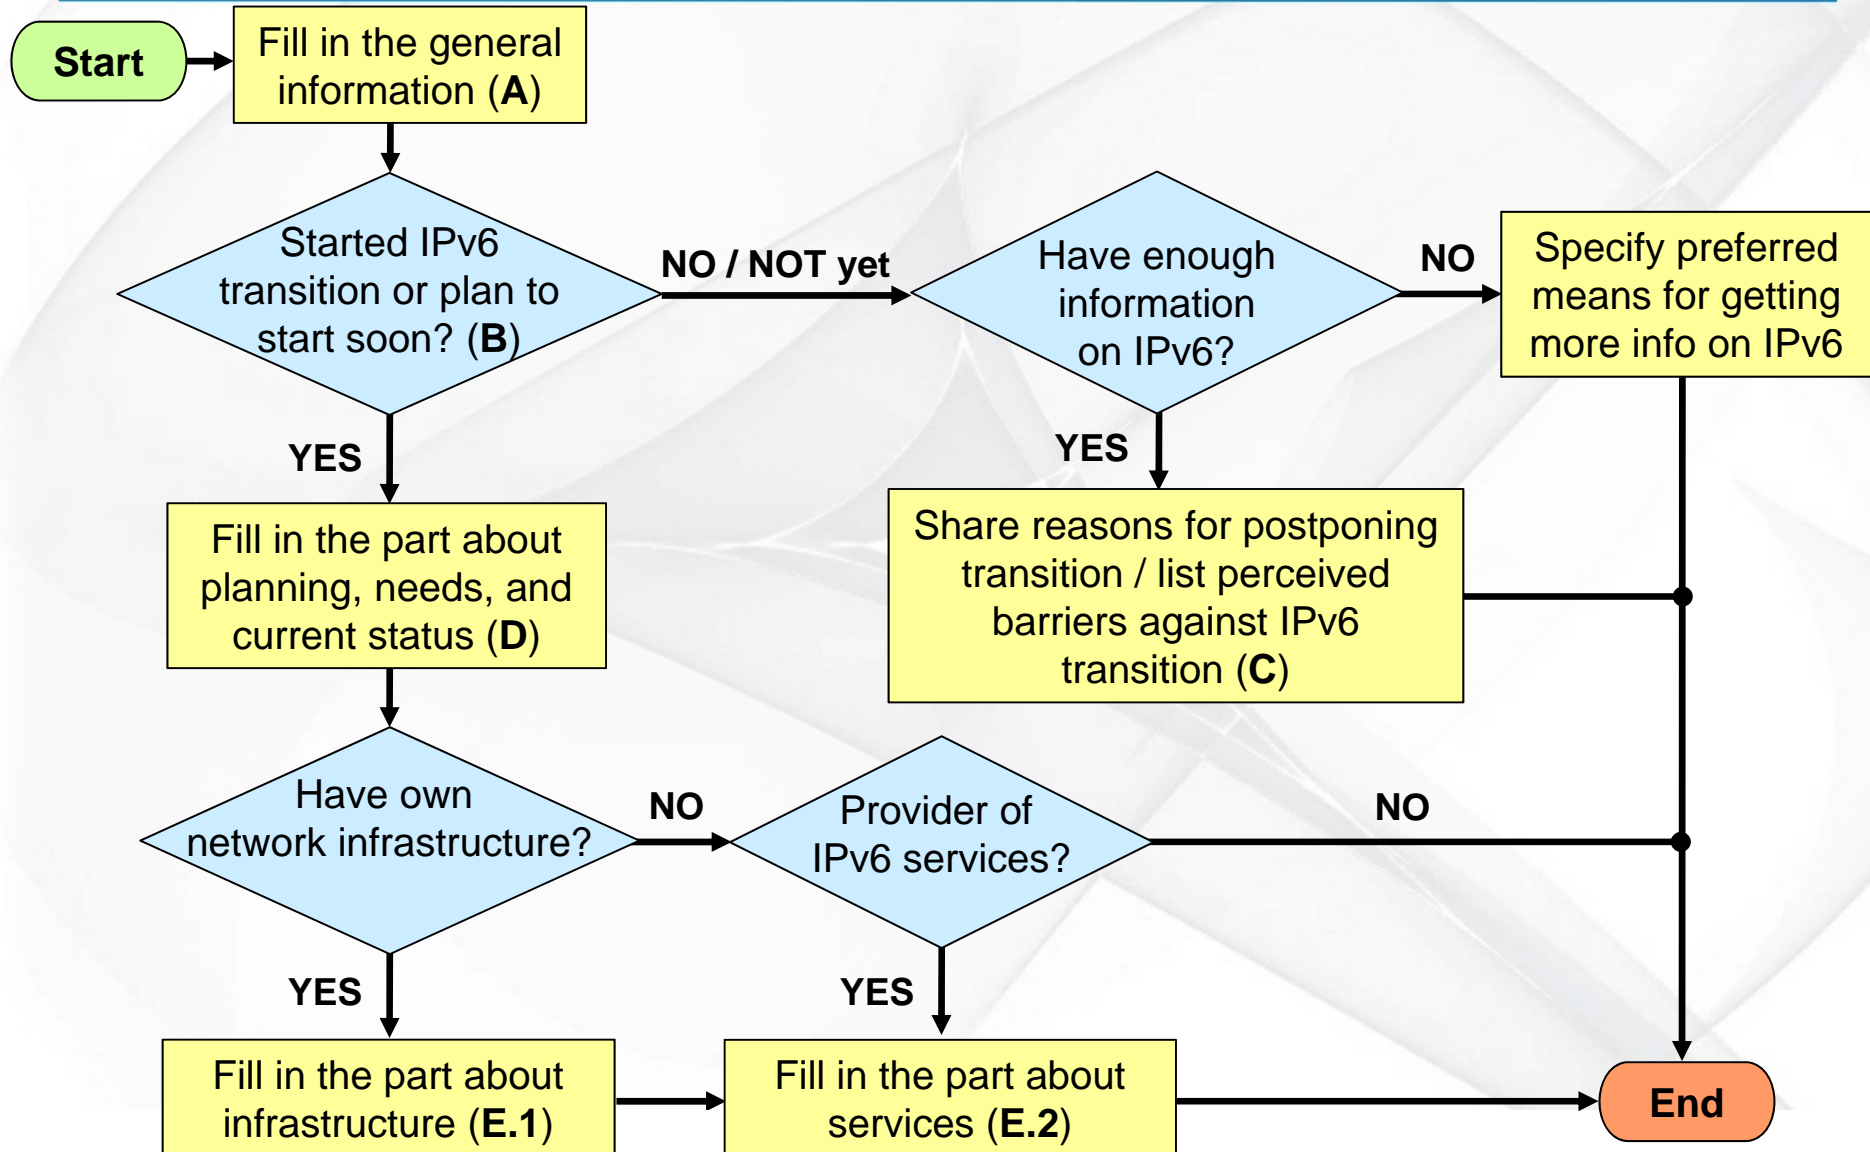 Start
Fill in the general
information (A)
Started IPv6
transition or plan to
start soon? (B)
NO / NOT yet
Have enough
information
on IPv6?
NO
Specify preferred
means for getting
more info on IPv6
YES
YES
Fill in the part about
planning, needs, and
current status (D)
Share reasons for postponing
transition / list perceived
barriers against IPv6
transition (C)
Have own
network infrastructure?
NO
Provider of
IPv6 services?
NO
YES
YES
Fill in the part about
infrastructure (E.1)
Fill in the part about
services (E.2)
End